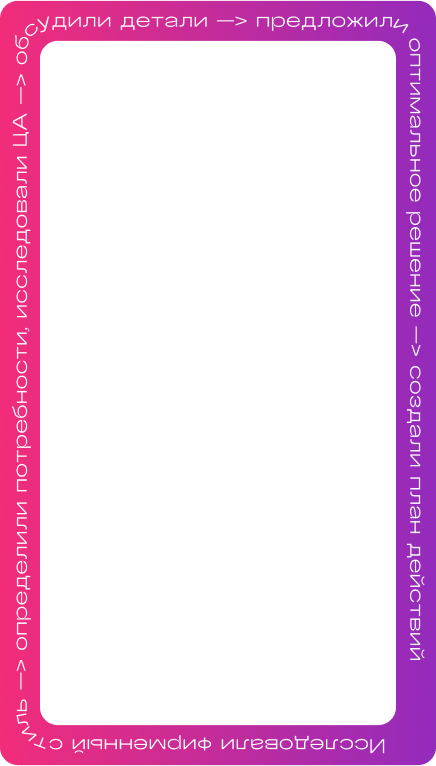 Исследовали фирменный стиль —> определили потребности, исследовали ЦА —> обсудили детали —> предложили оптимальное решение —> создали план действий